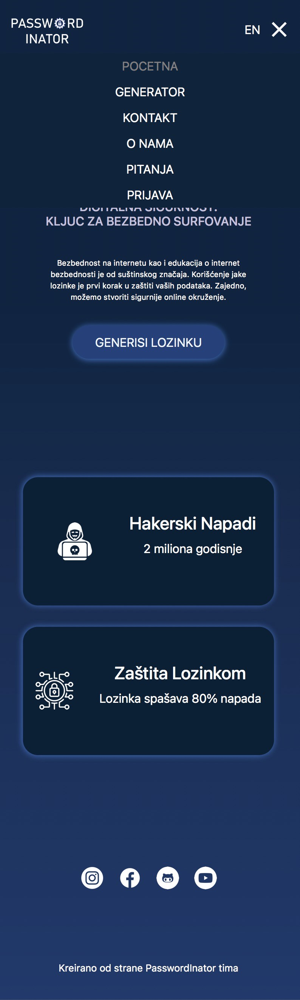 PASSWORD
INATOR
EN
POCETNA
GENERATOR
KONTAKT
O NAMA
PITANJA
PRIJAVA
DIGITALNA SIGURNOST:
KLJUC ZA BEZBEDNO SURFOVANJE
Bezbednost na internetu kao i edukacija o internet
bezbednosti je od suštinskog značaja. Korišćenje jake
lozinke je prvi korak u zaštiti vaših podataka. Zajedno,
možemo stvoriti sigurnije online okruženje.
GENERISI LOZINKU
Hakerski Napadi
2 miliona godisnje
Zaštita Lozinkom
Lozinka spašava 80% napada
Kreirano od strane PasswordInator tima